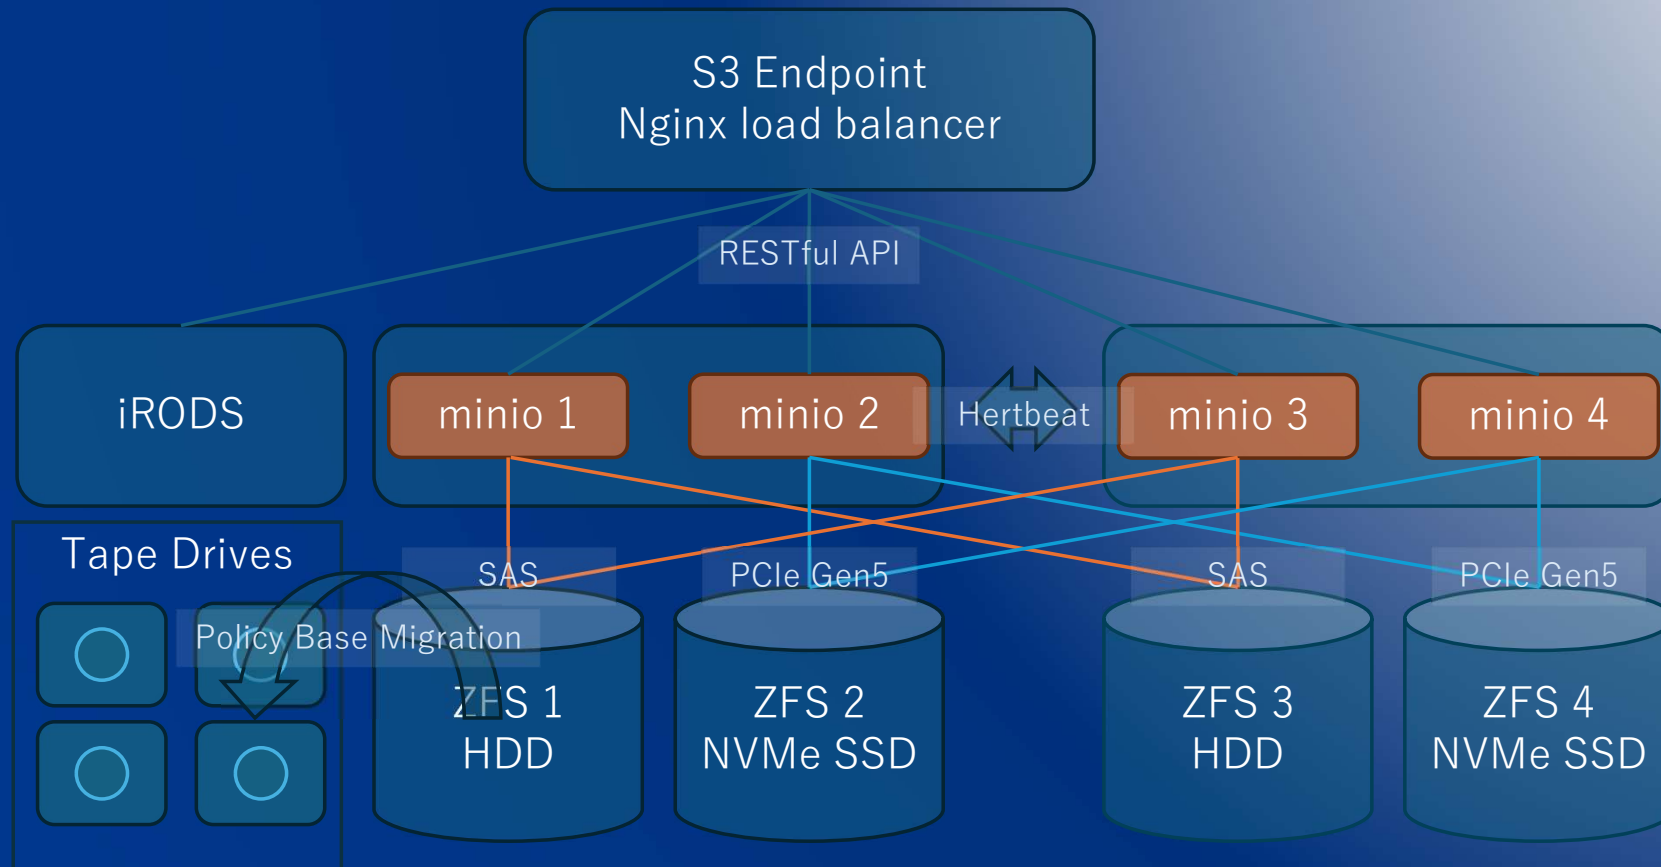 S3 Endpoint
Nginx load balancer
RESTful API
iRODS
minio 1
minio 2
Hertbeat
minio 3
minio 4
Tape Drives
SAS
PCIe Gen5
SAS
PCIe Gen5
Policy Base Migration
ZFS 1
HDD
ZFS 2
NVMe SSD
ZFS 3
HDD
ZFS 4
NVMe SSD